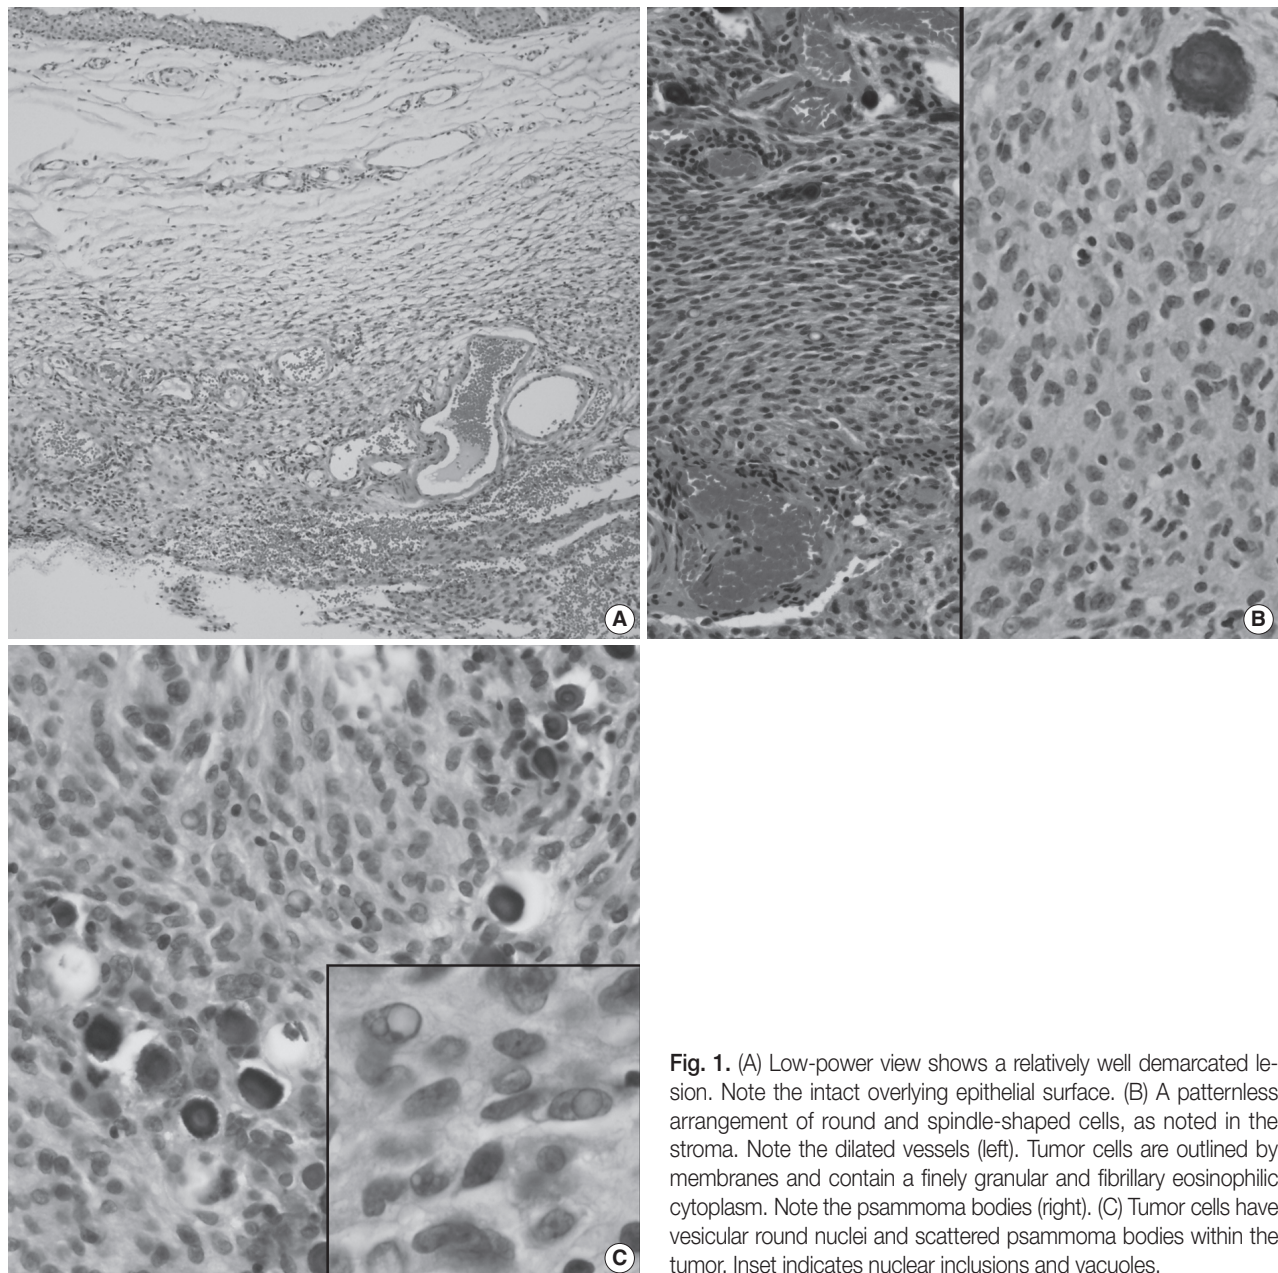 A
B
C
Fig. 1. (A) Low-power view shows a relatively well demarcated le-
sion. Note the intact overlying epithelial surface. (B) A patternless
arrangement of round and spindle-shaped cells, as noted in the
stroma. Note the dilated vessels (left). Tumor cells are outlined by
membranes and contain a finely granular and fibrillary eosinophilic
cytoplasm. Note the psammoma bodies (right). (C) Tumor cells have
vesicular round nuclei and scattered psammoma bodies within the
tumor. Inset indicates nuclear inclusions and vacuoles.